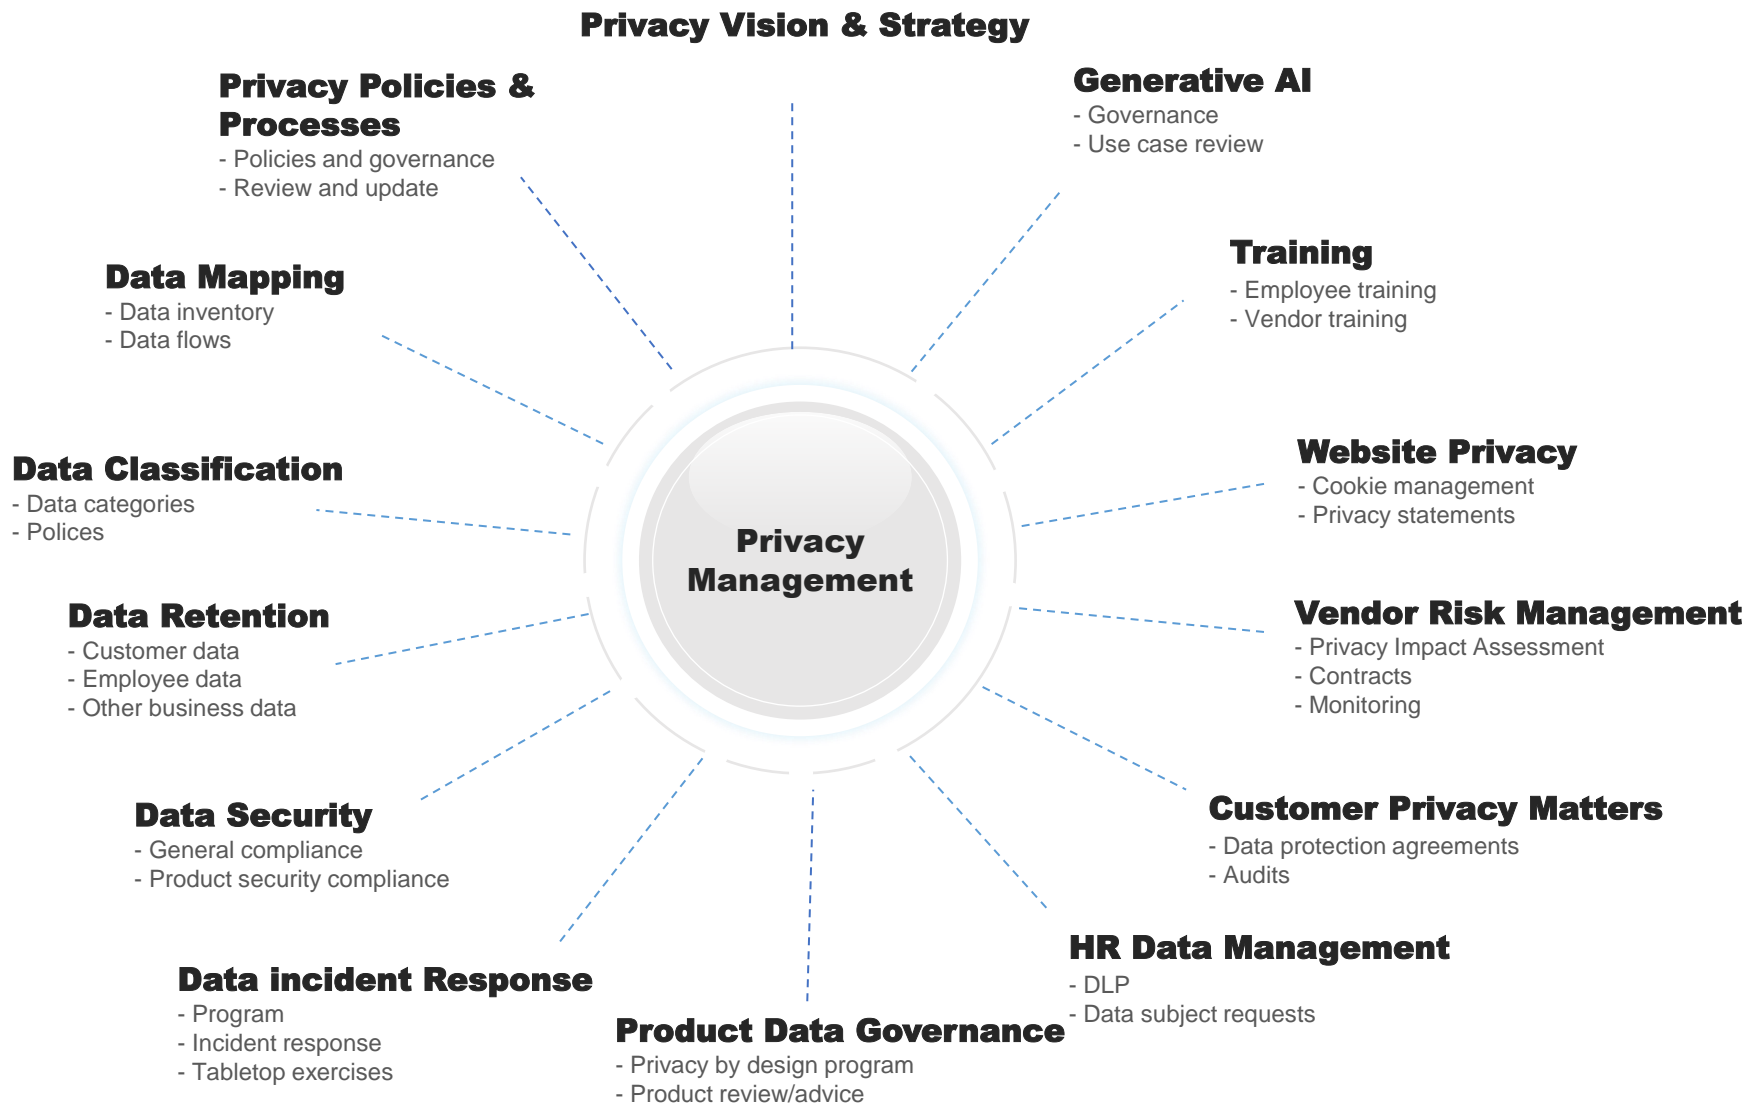 Privacy Vision & Strategy
Generative AI
- Governance
- Use case review
Training
- Employee training
- Vendor training
Website Privacy
- Cookie management
- Privacy statements
Vendor Risk Management
- Privacy Impact Assessment
- Contracts
- Monitoring
Customer Privacy Matters
- Data protection agreements
- Audits
HR Data Management
- DLP
- Data subject requests
Product Data Governance
- Privacy by design program
- Product review/advice
Data incident Response
- Program
- Incident response
- Tabletop exercises
Data Security
- General compliance
- Product security compliance
Data Retention
- Customer data
- Employee data
- Other business data
Data Classification
- Data categories
- Polices
Data Mapping
- Data inventory
- Data flows
Privacy Policies &
Processes
- Policies and governance
- Review and update
Privacy
Management